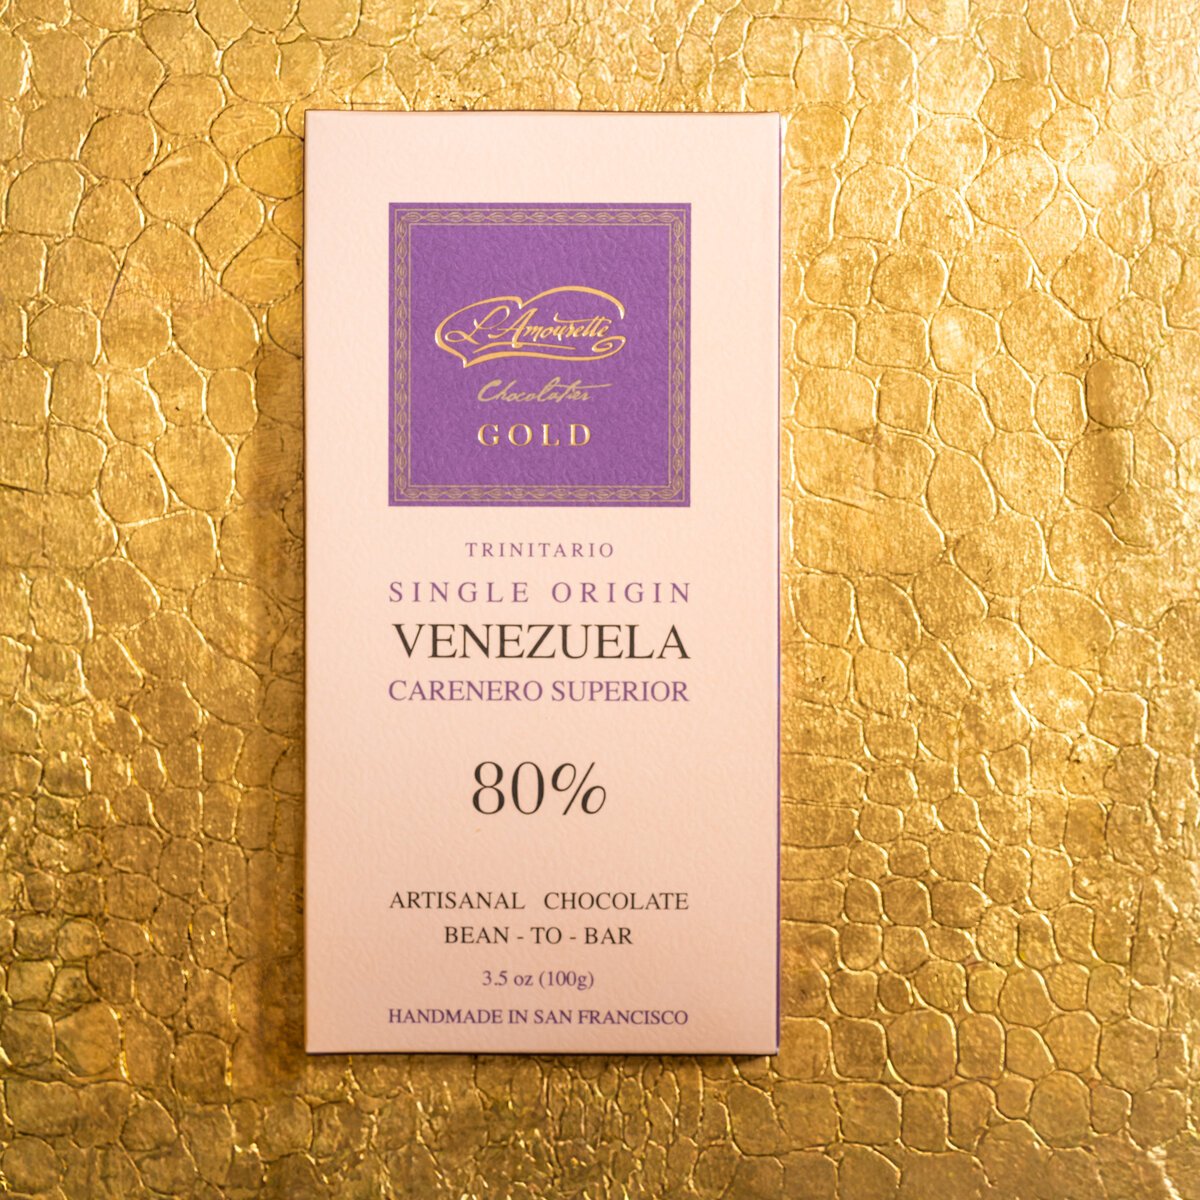 L'Amourette
Chocolatier
GOLD
TRINITARIO
SINGLE ORIGIN
VENEZUELA
CARENERO SUPERIOR
80%
ARTISANAL CHOCOLATE
BEAN - TO - BAR
3.5 oz (100g)
HANDMADE IN SAN FRANCISCO